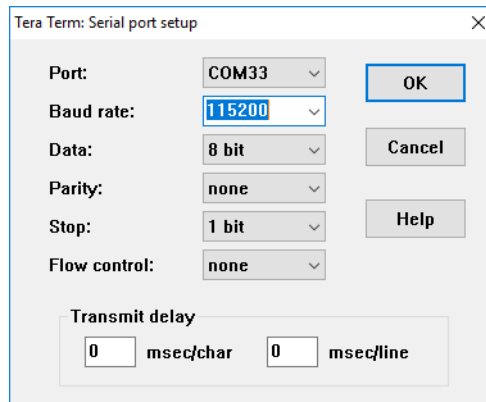 Tera Term: Serial port setup
Port: COM33
OK
Baud rate: 115200
Data: 8 bit
Cancel
Parity: none
Stop: 1 bit
Help
Flow control: none
Transmit delay
0 msec/char 0 msec/line